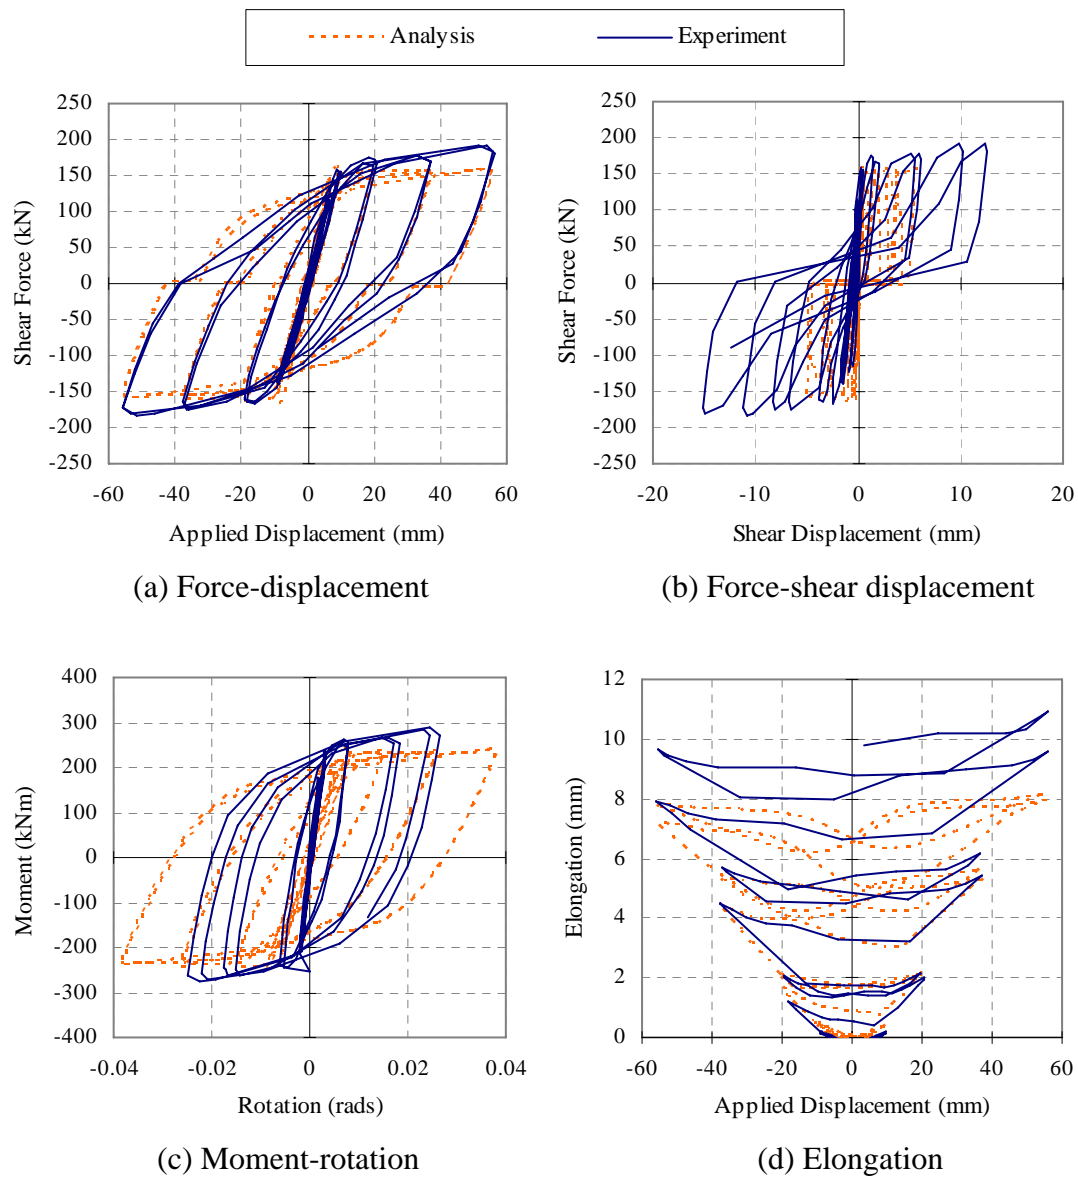 Analysis Experiment
250
200
150
100
50
0
-50
-100
-150
-200
-250
-60 -40 -20 0 20 40 60
Shear Force (kN)
Applied Displacement (mm)
(a) Force-displacement
250
200
150
100
50
0
-50
-100
-150
-200
-250
-20 -10 0 10 20
Shear Force (kN)
Shear Displacement (mm)
(b) Force-shear displacement
400
300
200
100
0
-100
-200
-300
-400
-0.04 -0.02 0 0.02 0.04
Moment (kNm)
Rotation (rads)
(c) Moment-rotation
12
10
8
6
4
2
0
-60 -40 -20 0 20 40 60
Elongation (mm)
Applied Displacement (mm)
(d) Elongation